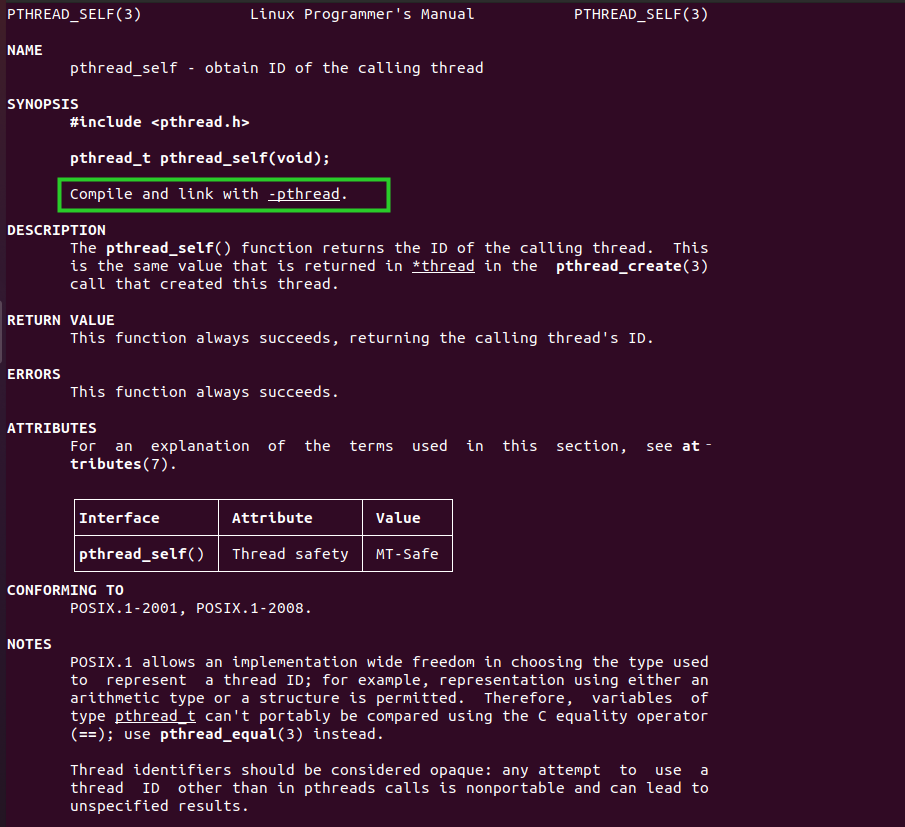 PTHREAD_SELF(3) Linux Programmer's Manual PTHREAD_SELF(3)
NAME
pthread_self - obtain ID of the calling thread
SYNOPSIS
#include <pthread.h>
pthread_t pthread_self(void);
Compile and link with -pthread.
DESCRIPTION
The pthread_self() function returns the ID of the calling thread. This
is the same value that is returned in *thread in the pthread_create(3)
call that created this thread.
RETURN VALUE
This function always succeeds, returning the calling thread's ID.
ERRORS
This function always succeeds.
ATTRIBUTES
For an explanation of the terms used in this section, see at‐
tributes(7).
Interface Attribute Value
pthread_self() Thread safety MT-Safe
CONFORMING TO
POSIX.1-2001, POSIX.1-2008.
NOTES
POSIX.1 allows an implementation wide freedom in choosing the type used
to represent a thread ID; for example, representation using either an
arithmetic type or a structure is permitted. Therefore, variables of
type pthread_t can't portably be compared using the C equality operator
(==); use pthread_equal(3) instead.
Thread identifiers should be considered opaque: any attempt to use a
thread ID other than in pthreads calls is nonportable and can lead to
unspecified results.